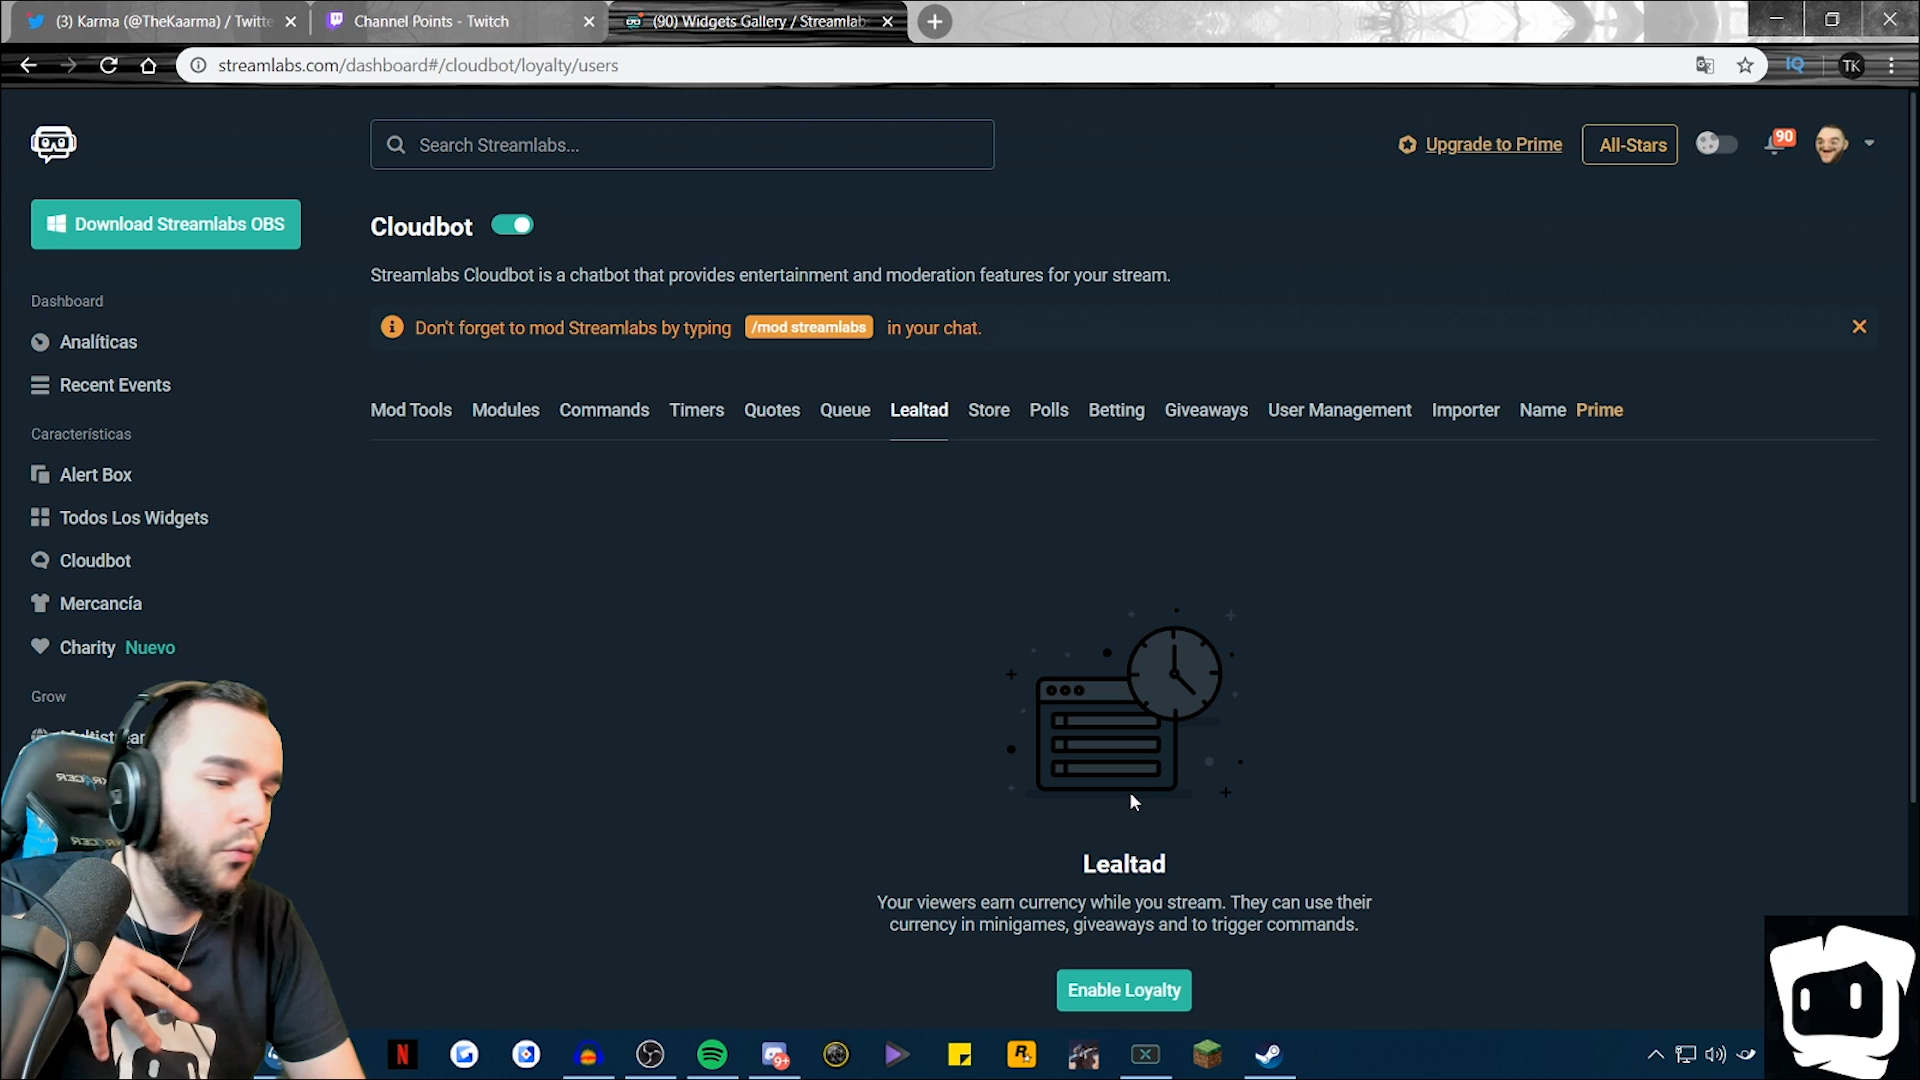 (3) Karma (@TheKaarma) / Twitte
Channel Points - Twitch
(90) Widgets Gallery / Streamlab
streamlabs.com/dashboard#/cloudbot/loyalty/users
IQ
TK
Search Streamlabs...
Upgrade to Prime
All-Stars
90
Download Streamlabs OBS
Cloudbot
Streamlabs Cloudbot is a chatbot that provides entertainment and moderation features for your stream.
Don't forget to mod Streamlabs by typing /mod streamlabs in your chat.
Dashboard
Analíticas
Recent Events
Características
Alert Box
Todos Los Widgets
Cloudbot
Mercancía
Charity Nuevo
Grow
Mod Tools Modules Commands Timers Quotes Queue Lealtad Store Polls Betting Giveaways User Management Importer Name Prime
Lealtad
Your viewers earn currency while you stream. They can use their
currency in minigames, giveaways and to trigger commands.
Enable Loyalty
N
9+
R